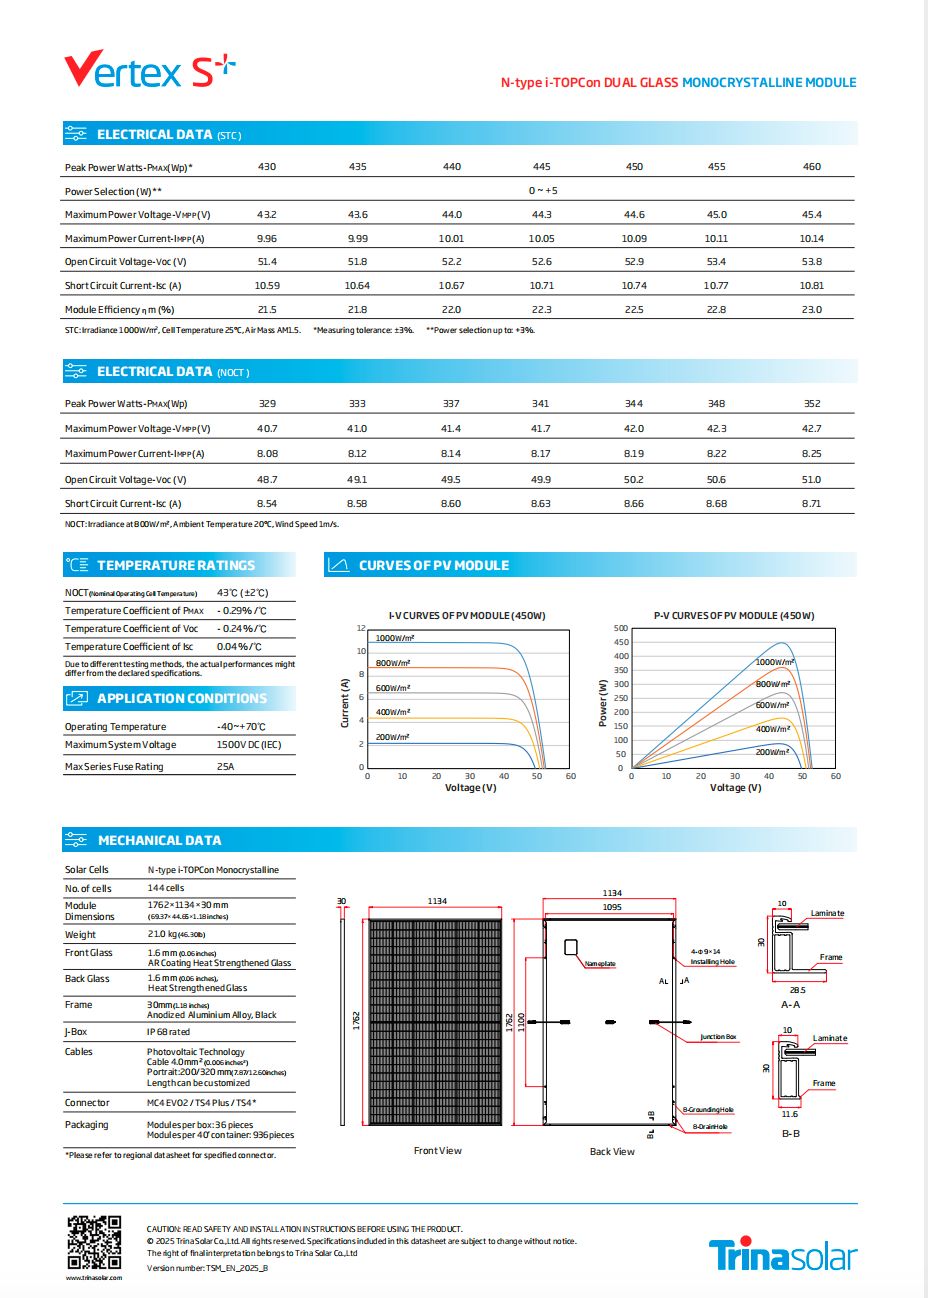 Vertex S+
N-type i-TOPCon DUAL GLASS MONOCRYSTALLINE MODULE
ELECTRICAL DATA (STC)
Peak Power Watts-PMAX (Wp)* 430 435 440 445 450 455 460
Power Selection (W)** 0 ~ +5
Maximum Power Voltage-VMPP (V) 43.2 43.6 44.0 44.3 44.6 45.0 45.4
Maximum Power Current-IMPP (A) 9.96 9.99 10.01 10.05 10.09 10.11 10.14
Open Circuit Voltage-Voc (V) 51.4 51.8 52.2 52.6 52.9 53.4 53.8
Short Circuit Current-Isc (A) 10.59 10.64 10.67 10.71 10.74 10.77 10.81
Module Efficiency η m (%) 21.5 21.8 22.0 22.3 22.5 22.8 23.0
STC: Irradiance 1000W/m², Cell Temperature 25°C, Air Mass AM1.5. *Measuring tolerance: ±3%. **Power selection up to: +3%.
ELECTRICAL DATA (NOCT)
Peak Power Watts-PMAX (Wp) 329 333 337 341 344 348 352
Maximum Power Voltage-VMPP (V) 40.7 41.0 41.4 41.7 42.0 42.3 42.7
Maximum Power Current-IMPP (A) 8.08 8.12 8.14 8.17 8.19 8.22 8.25
Open Circuit Voltage-Voc (V) 48.7 49.1 49.5 49.9 50.2 50.6 51.0
Short Circuit Current-Isc (A) 8.54 8.58 8.60 8.63 8.66 8.68 8.71
NOCT: Irradiance at 800W/m², Ambient Temperature 20°C, Wind Speed 1m/s.
TEMPERATURE RATINGS
NOCT (Nominal Operating Cell Temperature) 43°C (±2°C)
Temperature Coefficient of PMAX - 0.29% /°C
Temperature Coefficient of Voc - 0.24% /°C
Temperature Coefficient of Isc 0.04% /°C
Due to different testing methods, the actual performances might
differ from the declared specifications.
APPLICATION CONDITIONS
Operating Temperature -40~+70°C
Maximum System Voltage 1500V DC (IEC)
Max Series Fuse Rating 25A
CURVES OF PV MODULE
I-V CURVES OF PV MODULE (450W)
Current (A)
12
10
8
6
4
2
0
1000W/m²
800W/m²
600W/m²
400W/m²
200W/m²
0 10 20 30 40 50 60
Voltage (V)
P-V CURVES OF PV MODULE (450W)
Power (W)
500
450
400
350
300
250
200
150
100
50
0
1000W/m²
800W/m²
600W/m²
400W/m²
200W/m²
0 10 20 30 40 50 60
Voltage (V)
MECHANICAL DATA
Solar Cells N-type i-TOPCon Monocrystalline
No. of cells 144 cells
Module Dimensions 1762×1134×30 mm
(69.37×44.65×1.18 inches)
Weight 21.0 kg (46.30lb)
Front Glass 1.6 mm (0.06 inches)
AR Coating Heat Strengthened Glass
Back Glass 1.6 mm (0.06 inches),
Heat Strengthened Glass
Frame 30mm (1.18 inches)
Anodized Aluminium Alloy, Black
J-Box IP 68 rated
Cables Photovoltaic Technology
Cable 4.0mm² (0.006 inches²)
Portrait: 200/320 mm (7.87/12.60inches)
Length can be customized
Connector MC4 EVO2 / TS4 Plus / TS4*
Packaging Modules per box: 36 pieces
Modules per 40' container: 936 pieces
*Please refer to regional datasheet for specified connector.
30
1134
1762
Front View
1134
1095
1762
1100
Nameplate
4-Φ9×14
Installing Hole
A A
Junction Box
B-Grounding Hole
B-Drain Hole
B
B
Back View
10
Laminate
30
Frame
28.5
A-A
10
Laminate
30
Frame
11.6
B-B
www.trinasolar.com
CAUTION: READ SAFETY AND INSTALLATION INSTRUCTIONS BEFORE USING THE PRODUCT.
© 2025 Trina Solar Co.,Ltd. All rights reserved. Specifications included in this datasheet are subject to change without notice.
The right of final interpretation belongs to Trina Solar Co.,Ltd
Version number: TSM_EN_2025_B
Trinasolar